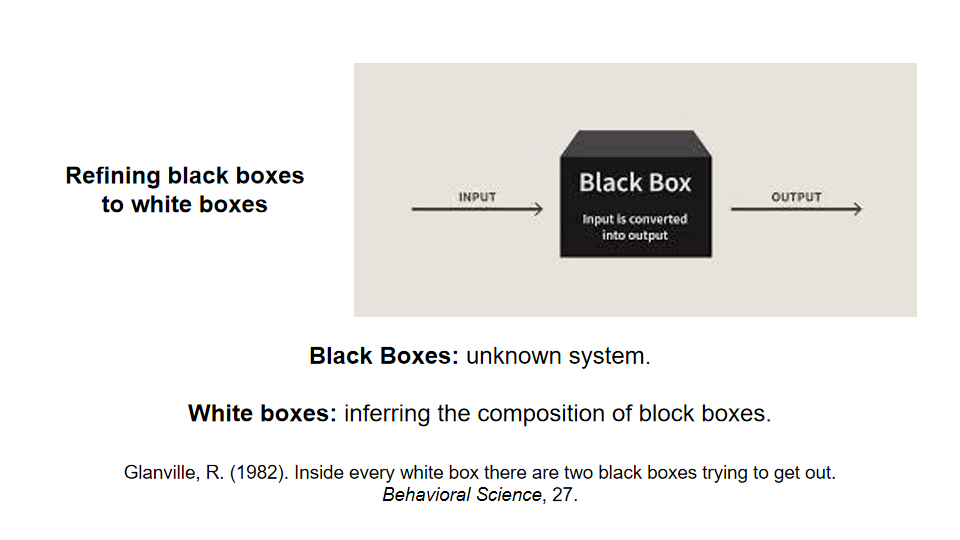 Refining black boxes
to white boxes
INPUT
Black Box
Input is converted
into output
OUTPUT
Black Boxes: unknown system.
White boxes: inferring the composition of block boxes.
Glanville, R. (1982). Inside every white box there are two black boxes trying to get out.
Behavioral Science, 27.